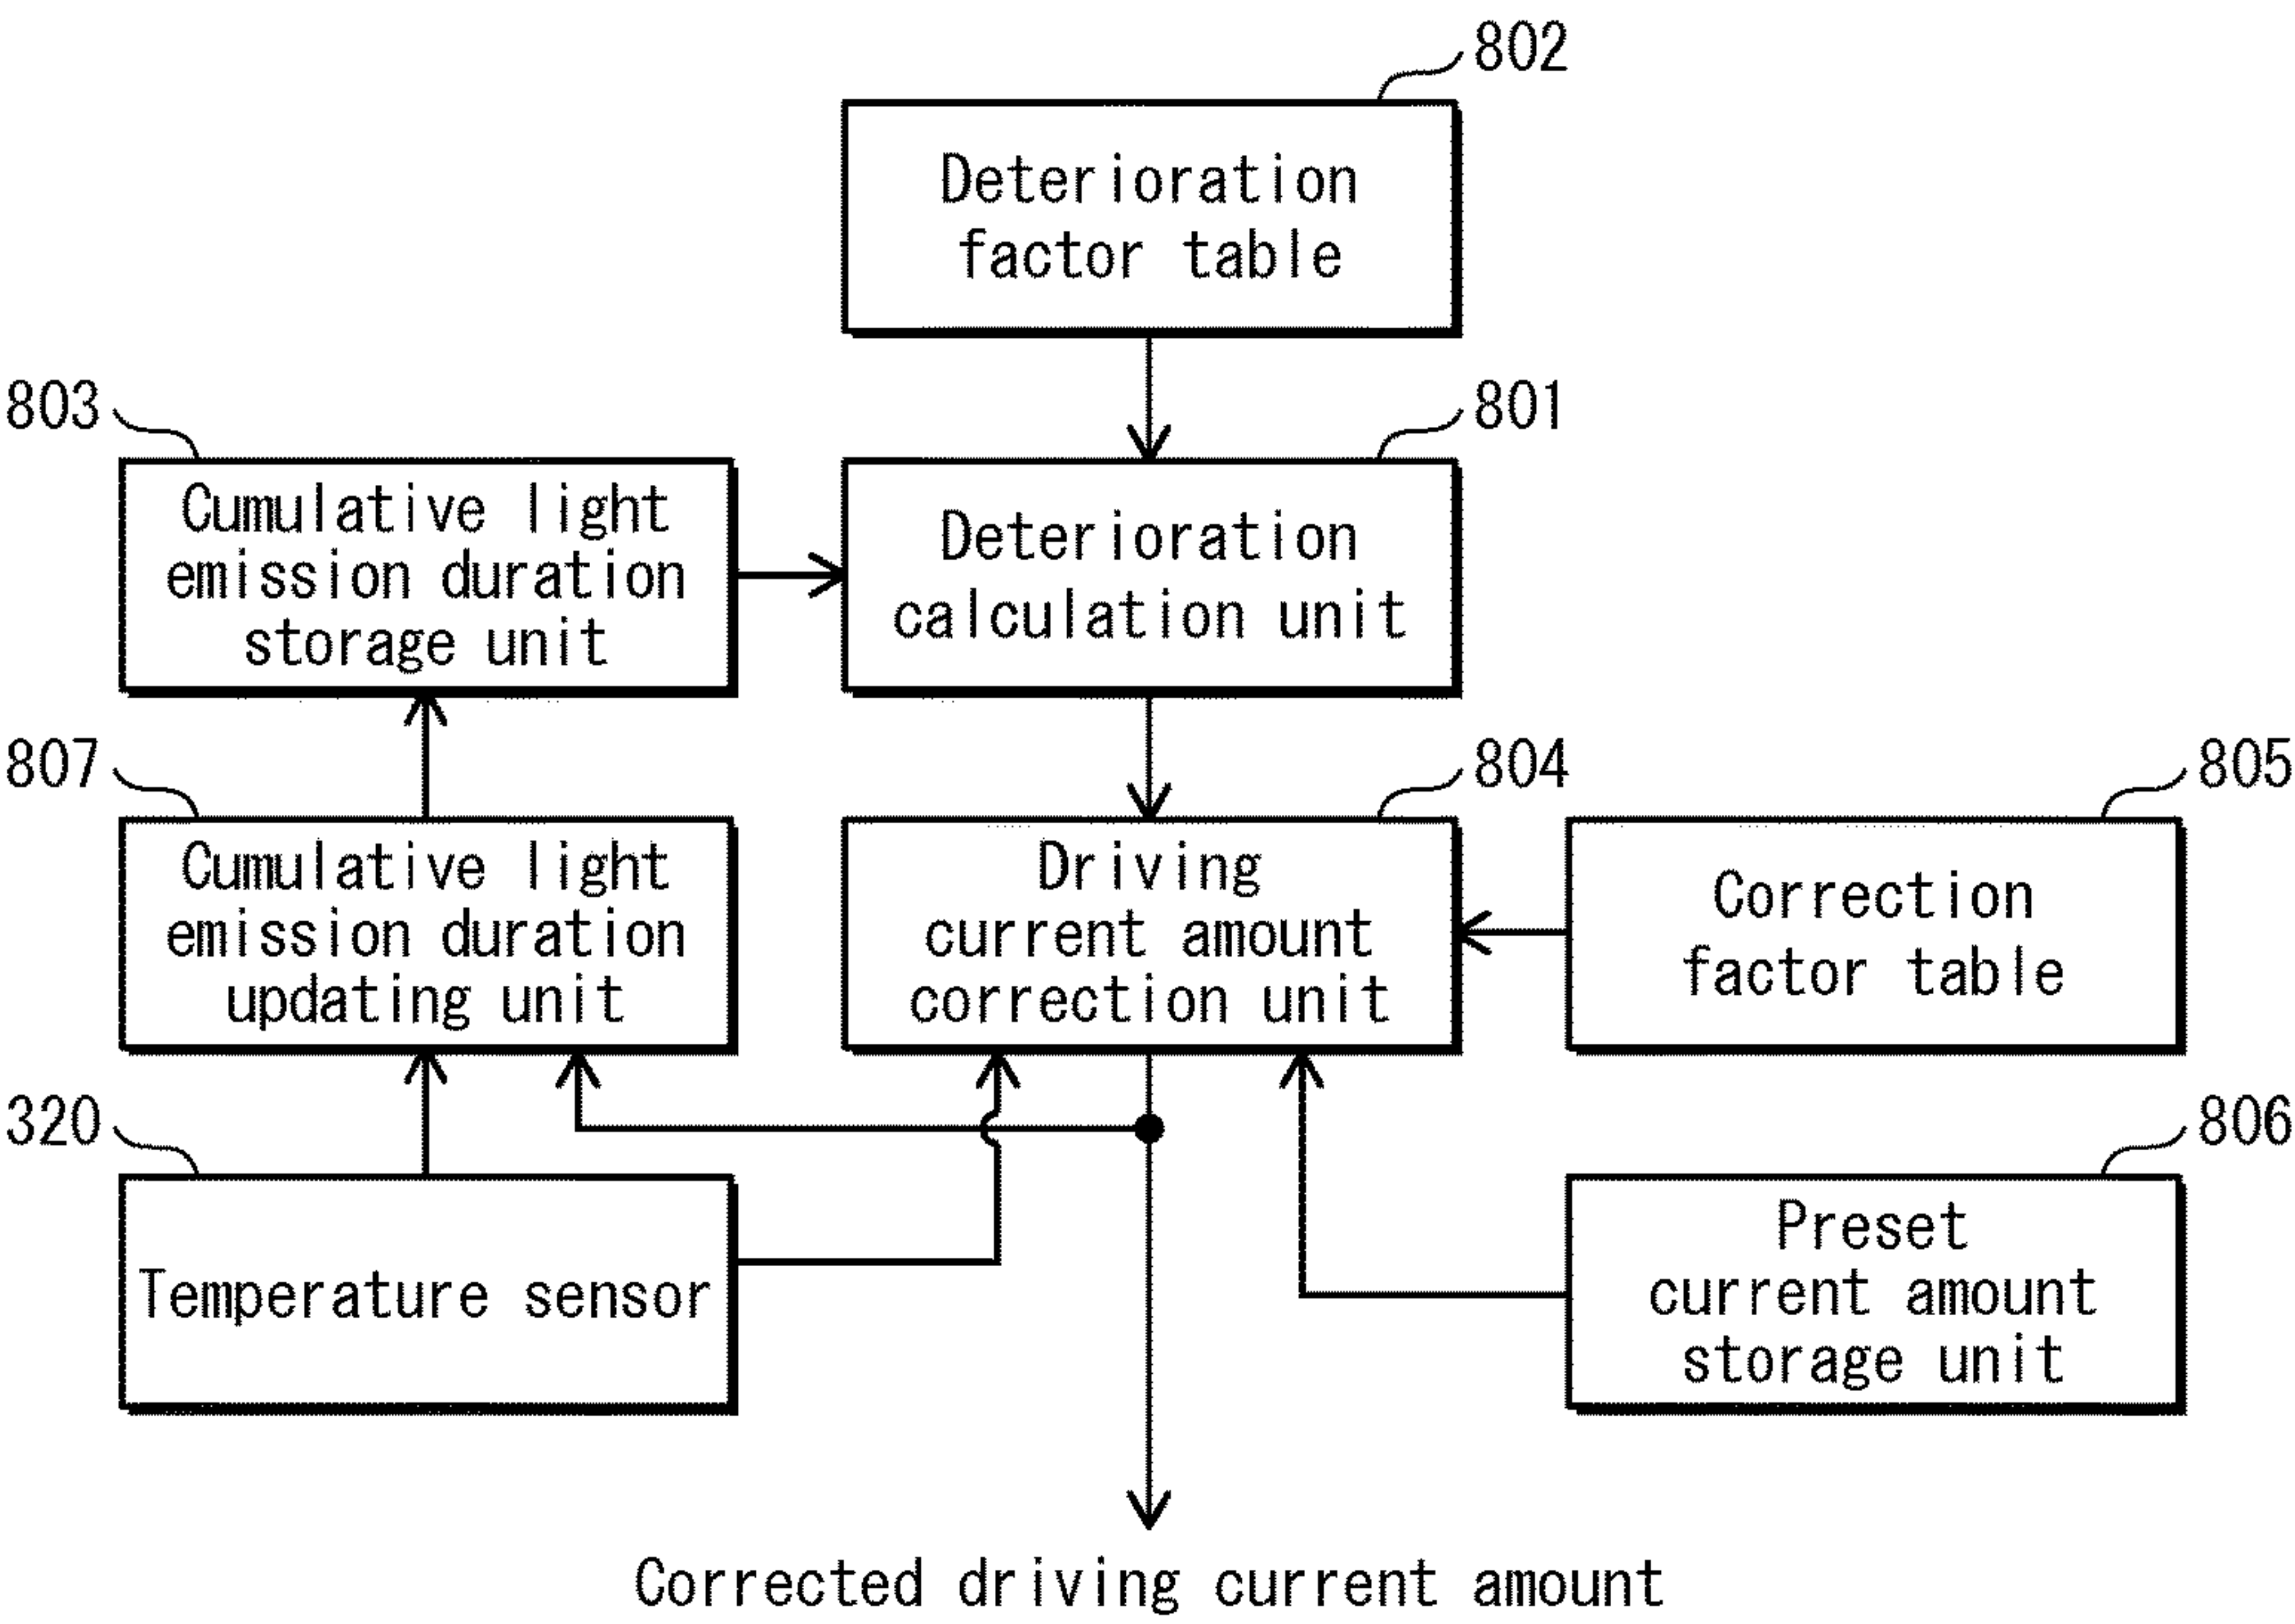 802
Deterioration
factor table
803
801
Cumulative light
emission duration
storage unit
Deterioration
calculation unit
807
804
805
Cumulative light
emission duration
updating unit
Driving
current amount
correction unit
Correction
factor table
320
806
Temperature sensor
Preset
current amount
storage unit
Corrected driving current amount